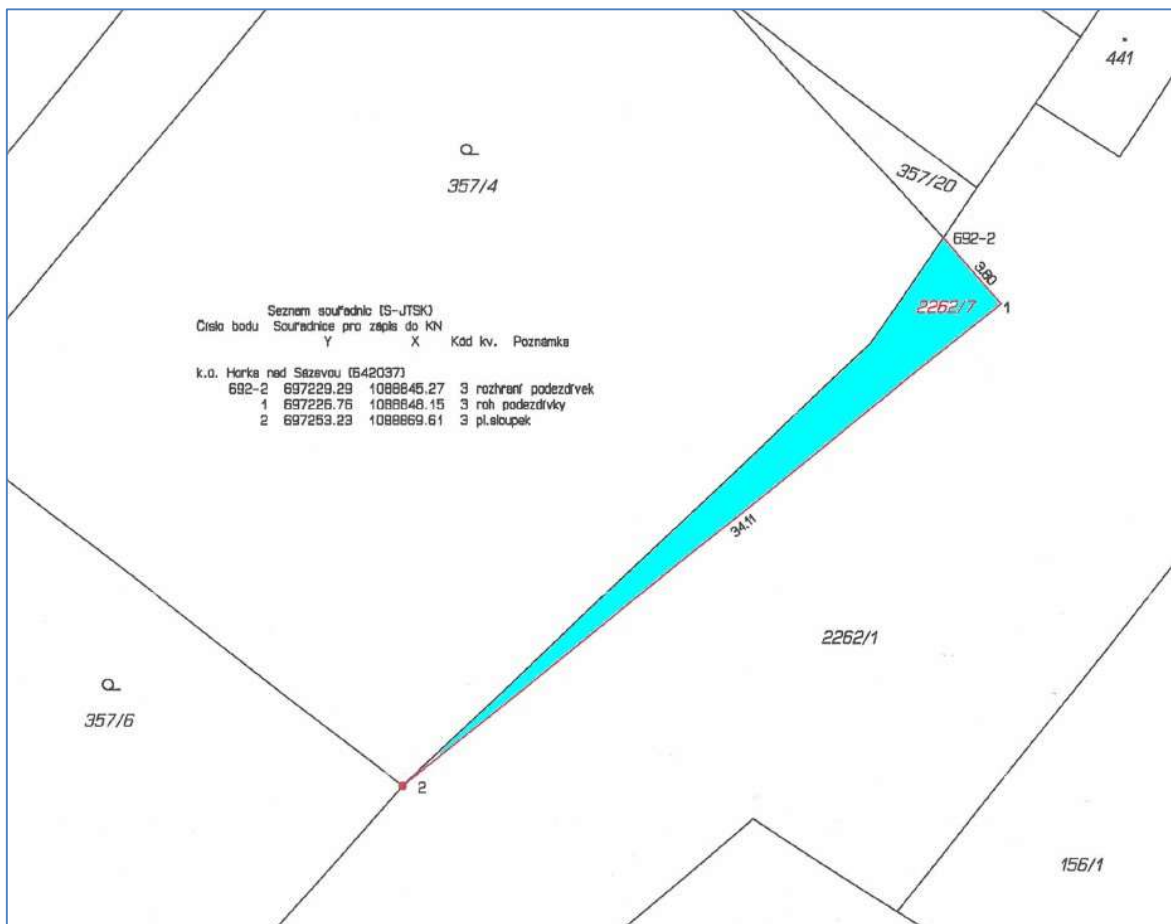 441
357/20
357/4
692-2
3.80
2262/7
1
Seznam souřadnic (S-JTSK)
Číslo bodu Souřadnice pro zápis do KN
Y X Kód kv. Poznámka
k.ú. Horka nad Sázavou (642037)
692-2 697229.29 1088845.27 3 rozhraní podezdívek
1 697226.76 1088848.15 3 roh podezdívky
2 697253.23 1088869.61 3 pl.sloupek
34.11
2262/1
357/6
2
156/1